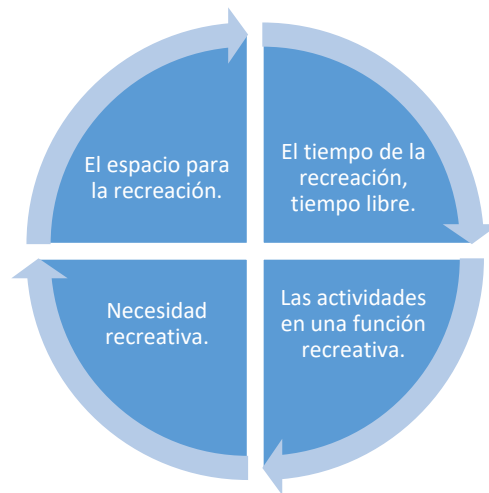 El espacio para
la recreación.
El tiempo de la
recreación,
tiempo libre.
Necesidad
recreativa.
Las actividades
en una función
recreativa.